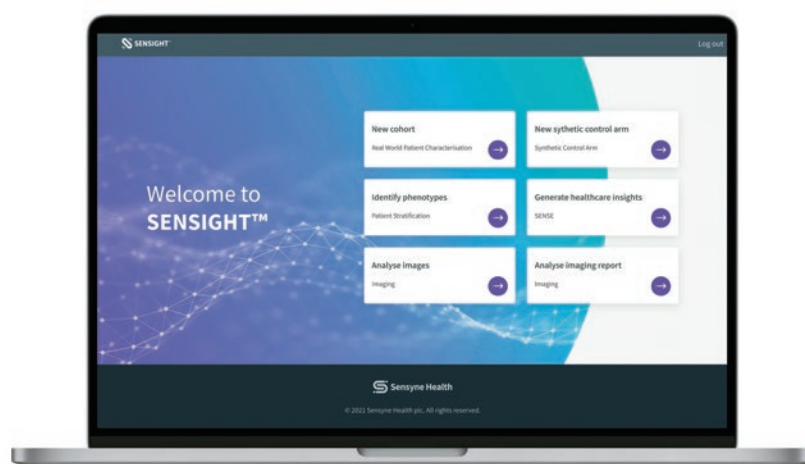 SENSIGHT™
Log out
Welcome to
SENSIGHT™
New cohort
Real World Patient Characterisation
New sythetic control arm
Synthetic Control Arm
Identify phenotypes
Patient Stratification
Generate healthcare insights
SENSE
Analyse images
Imaging
Analyse imaging report
Imaging
Sensyne Health
© 2021 Sensyne Health plc. All rights reserved.